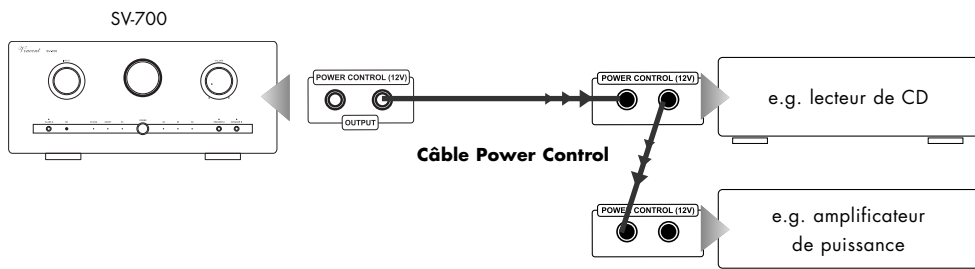 SV-700
Vincent
POWER CONTROL (12V)
OUTPUT
POWER CONTROL (12V)
e.g. lecteur de CD
Câble Power Control
POWER CONTROL (12V)
e.g. amplificateur
de puissance